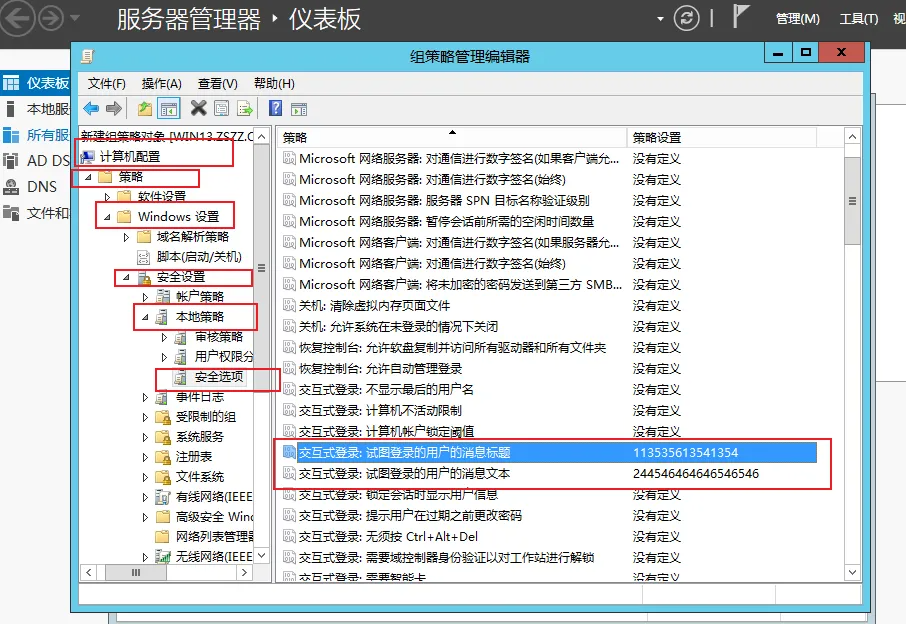 服务器管理器 ‣ 仪表板
管理(M) 工具(T) 视
组策略管理编辑器
文件(F) 操作(A) 查看(V) 帮助(H)
仪表板
本地服
所有服
AD DS
DNS
文件和
新建组策略对象 [WIN13.ZSZZ.C
计算机配置
策略
软件设置
Windows 设置
域名解析策略
脚本(启动/关机)
安全设置
帐户策略
本地策略
审核策略
用户权限分
安全选项
事件日志
受限制的组
系统服务
注册表
文件系统
有线网络(IEEE
高级安全 Wind
网络列表管理器
无线网络(IEEE
策略 策略设置
Microsoft 网络服务器: 对通信进行数字签名(如果客户端允... 没有定义
Microsoft 网络服务器: 对通信进行数字签名(始终) 没有定义
Microsoft 网络服务器: 服务器 SPN 目标名称验证级别 没有定义
Microsoft 网络服务器: 暂停会话前所需的空闲时间数量 没有定义
Microsoft 网络客户端: 对通信进行数字签名(如果服务器允... 没有定义
Microsoft 网络客户端: 对通信进行数字签名(始终) 没有定义
Microsoft 网络客户端: 将未加密的密码发送到第三方 SMB... 没有定义
关机: 清除虚拟内存页面文件 没有定义
关机: 允许系统在未登录的情况下关闭 没有定义
恢复控制台: 允许软盘复制并访问所有驱动器和所有文件夹 没有定义
恢复控制台: 允许自动管理登录 没有定义
交互式登录: 不显示最后的用户名 没有定义
交互式登录: 计算机不活动限制 没有定义
交互式登录: 计算机帐户锁定阈值 没有定义
交互式登录: 试图登录的用户的消息标题 113535613541354
交互式登录: 试图登录的用户的消息文本 244546464646546546
交互式登录: 锁定会话时显示用户信息 没有定义
交互式登录: 提示用户在过期之前更改密码 没有定义
交互式登录: 无须按 Ctrl+Alt+Del 没有定义
交互式登录: 需要域控制器身份验证以对工作站进行解锁 没有定义
交互式登录: 需要智能卡 没有定义